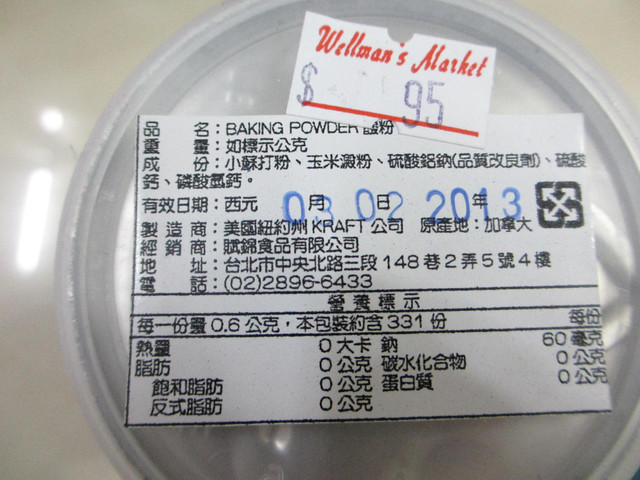 Wellman's Market
$ 95
品 名：BAKING POWDER 醱粉
重 量：如標示公克
成 份：小蘇打粉、玉米澱粉、硫酸鋁鈉(品質改良劑)、硫酸
鈣、磷酸氫鈣。
有效日期：西元 03 月 02 日 2013 年
製 造 商：美國紐約州 KRAFT 公司 原產地：加拿大
經 銷 商：賦錦食品有限公司
地 址：台北市中央北路三段 148 巷 2 弄 5 號 4 樓
電 話：(02)2896-6433
營 養 標 示
每一份量 0.6 公克，本包裝約含 331 份 每份
熱量 0 大卡 鈉 60 毫克
脂肪 0 公克 碳水化合物 0 公克
飽和脂肪 0 公克 蛋白質 0 公克
反式脂肪 0 公克